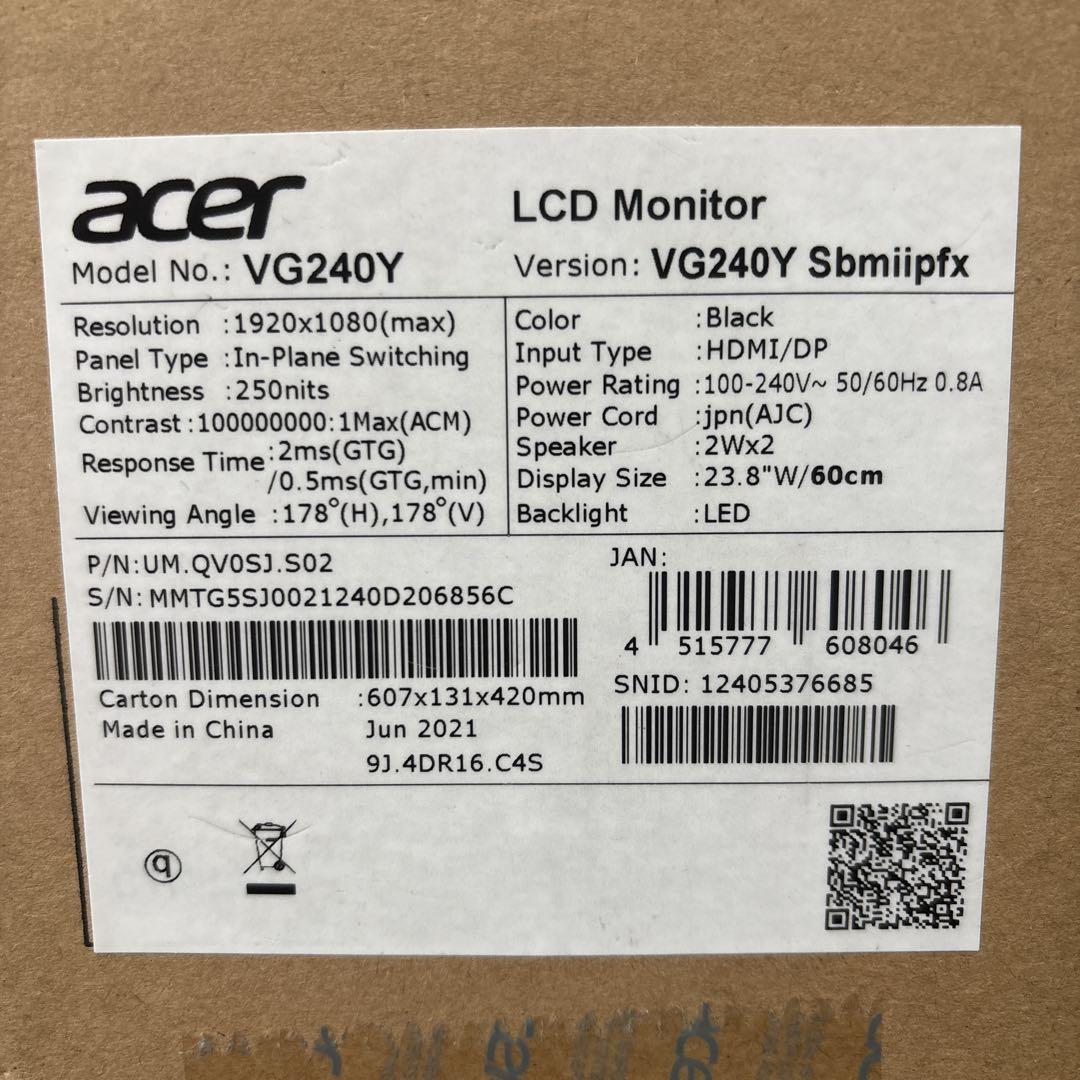 acer
LCD Monitor
Model No.: VG240Y
Version: VG240Y Sbmiipfx
Resolution :1920x1080(max)
Panel Type :In-Plane Switching
Brightness :250nits
Contrast :100000000:1Max(ACM)
Response Time :2ms(GTG)
/0.5ms(GTG,min)
Viewing Angle :178°(H),178°(V)
Color :Black
Input Type :HDMI/DP
Power Rating :100-240V~ 50/60Hz 0.8A
Power Cord :jpn(AJC)
Speaker :2Wx2
Display Size :23.8"W/60cm
Backlight :LED
P/N:UM.QV0SJ.S02
S/N:MMTG5SJ0021240D206856C
JAN:
4 515777 608046
Carton Dimension :607x131x420mm
Made in China Jun 2021
9J.4DR16.C4S
SNID: 12405376685
q